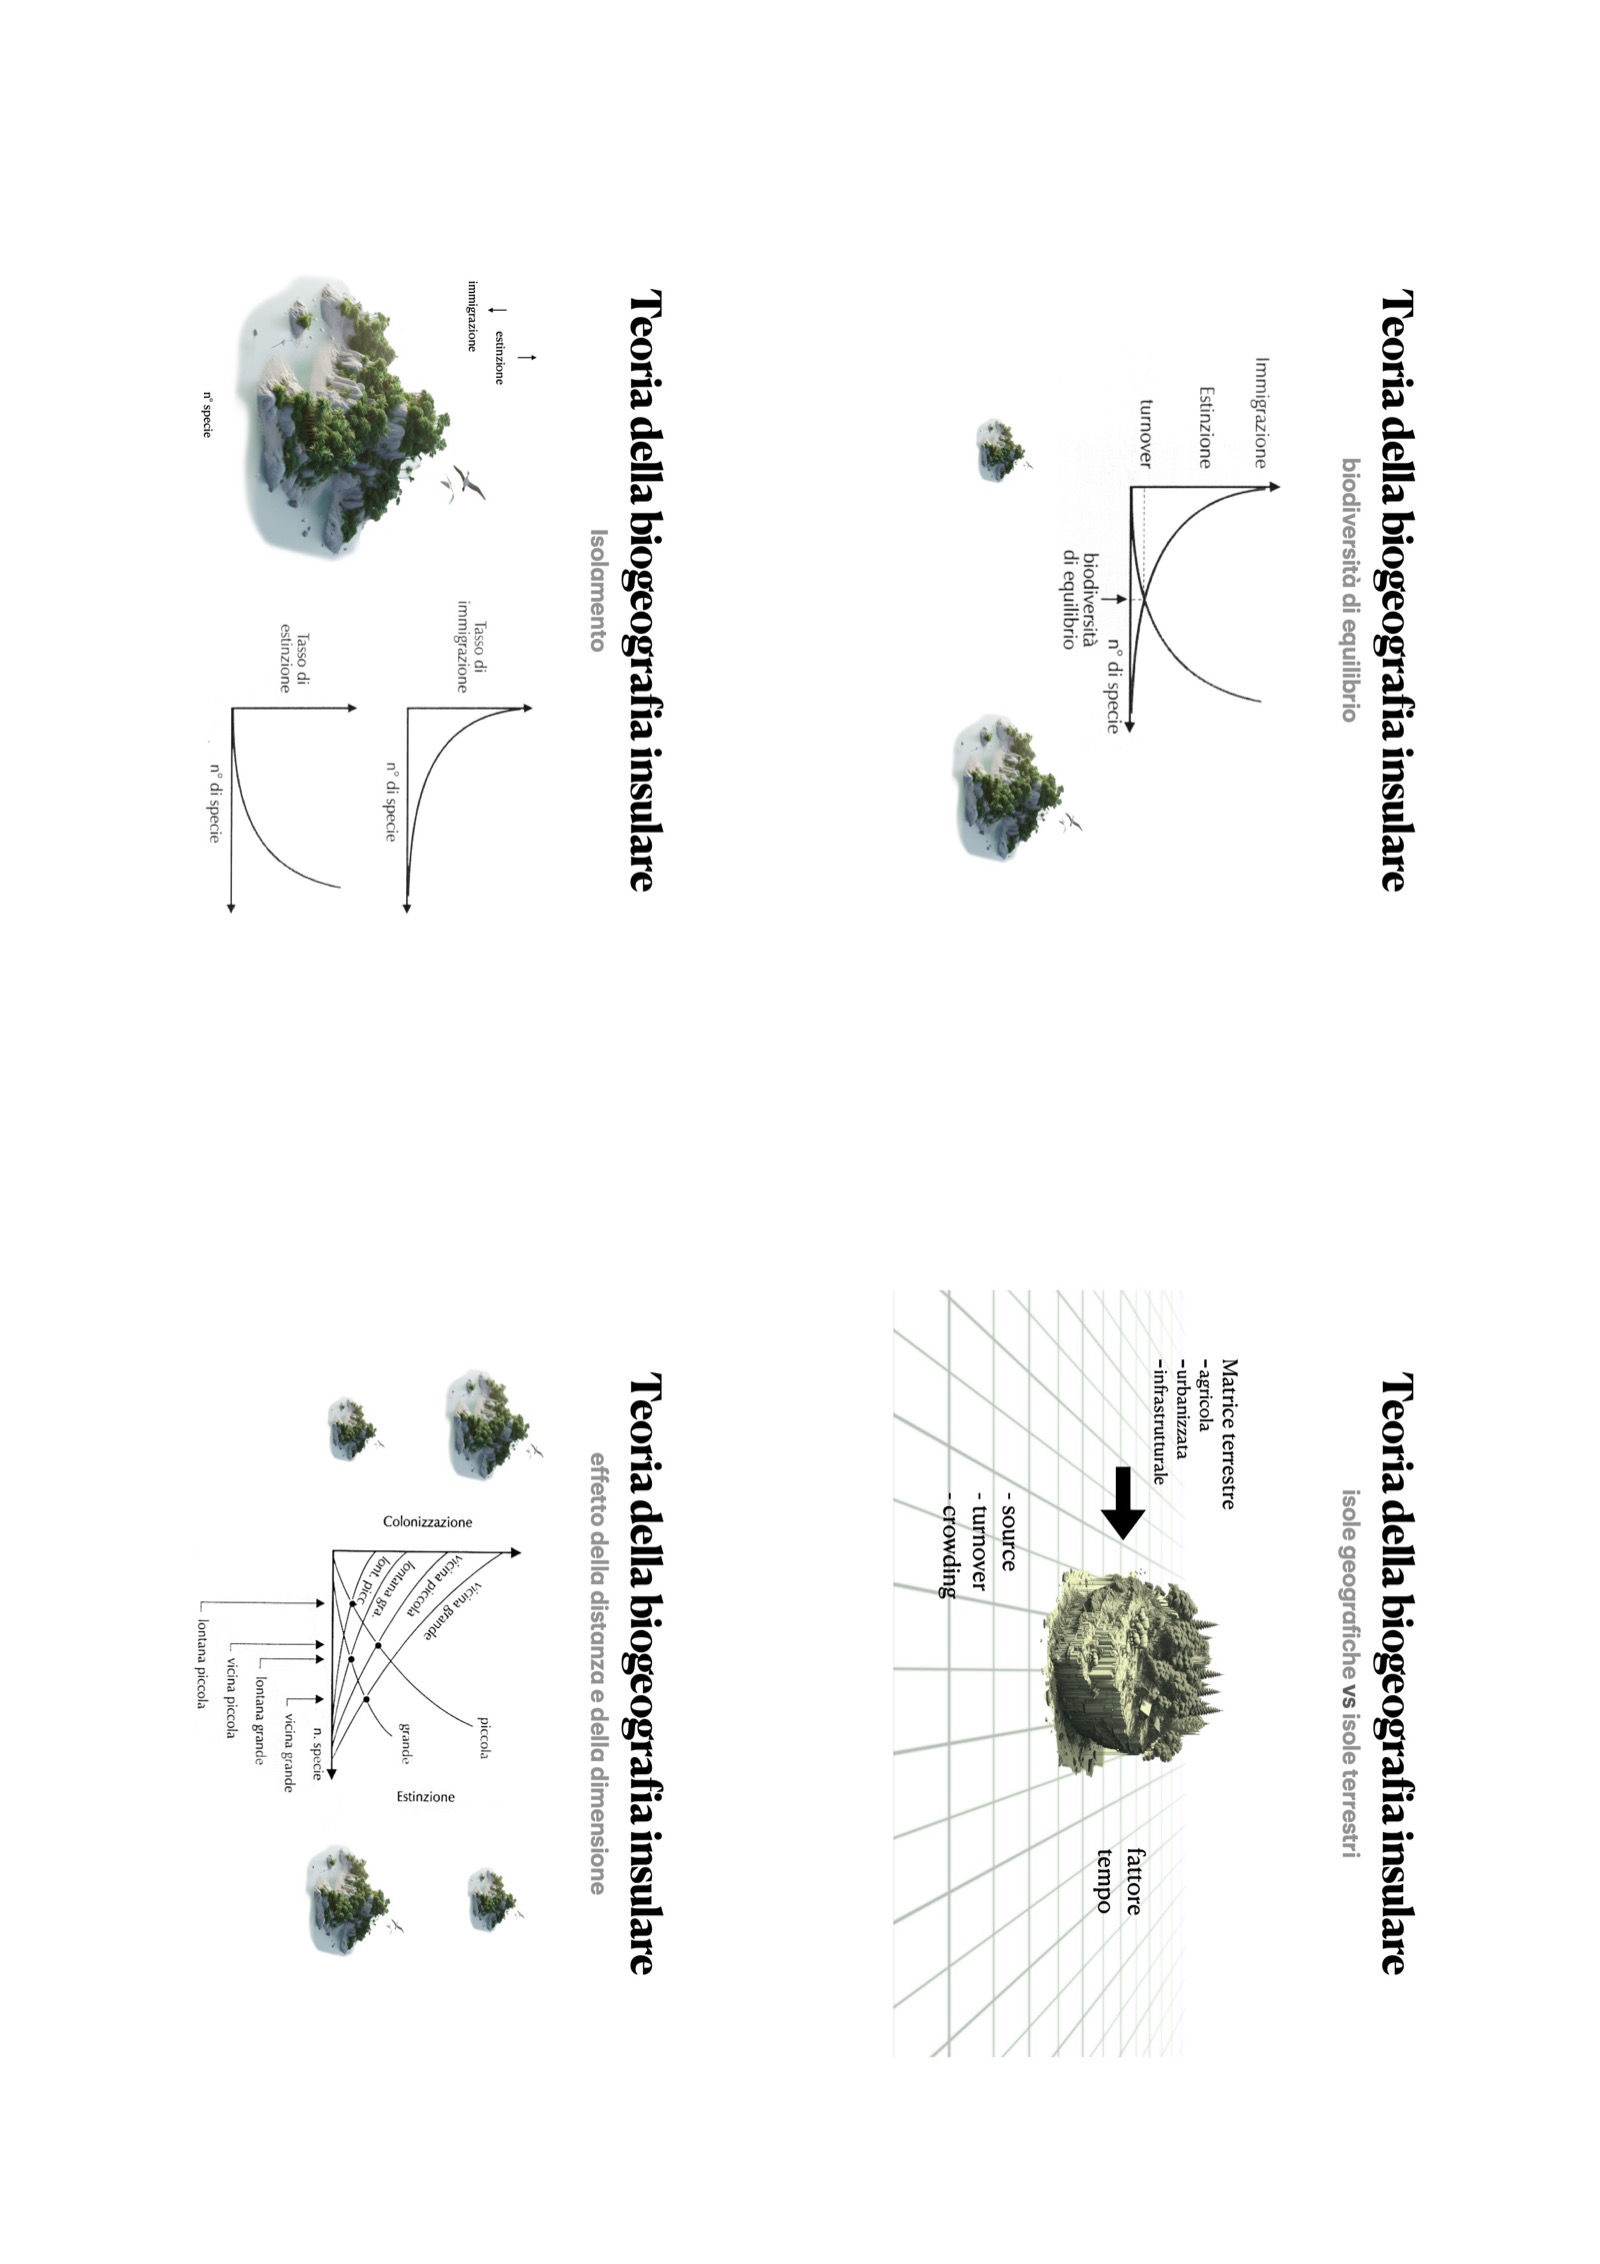 Teoria della biogeografia insulare
biodiversità di equilibrio
Immigrazione
Estinzione
turnover
n° di specie
biodiversità
di equilibrio
Teoria della biogeografia insulare
isole geografiche vs isole terrestri
Matrice terrestre
-agricola
-urbanizzata
-infrastrutturale
fattore
tempo
- source
- turnover
- crowding
Teoria della biogeografia insulare
Isolamento
estinzione
immigrazione
n° specie
Tasso di
immigrazione
n° di specie
Tasso di
estinzione
n° di specie
Teoria della biogeografia insulare
effetto della distanza e della dimensione
Colonizzazione
vicina grande
vicina piccola
lontana gra.
lont. picc.
piccola
grande
Estinzione
n. specie
vicina grande
lontana grande
vicina piccola
lontana piccola